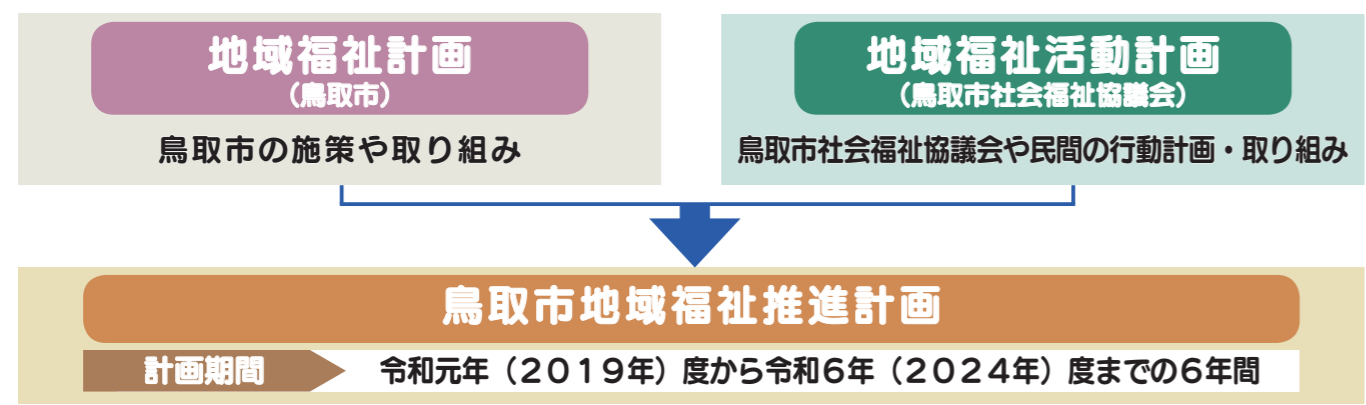 地域福祉計画
（鳥取市）
鳥取市の施策や取り組み
地域福祉活動計画
（鳥取市社会福祉協議会）
鳥取市社会福祉協議会や民間の行動計画・取り組み
鳥取市地域福祉推進計画
計画期間
令和元年（２０１９年）度から令和６年（２０２４年）度までの６年間